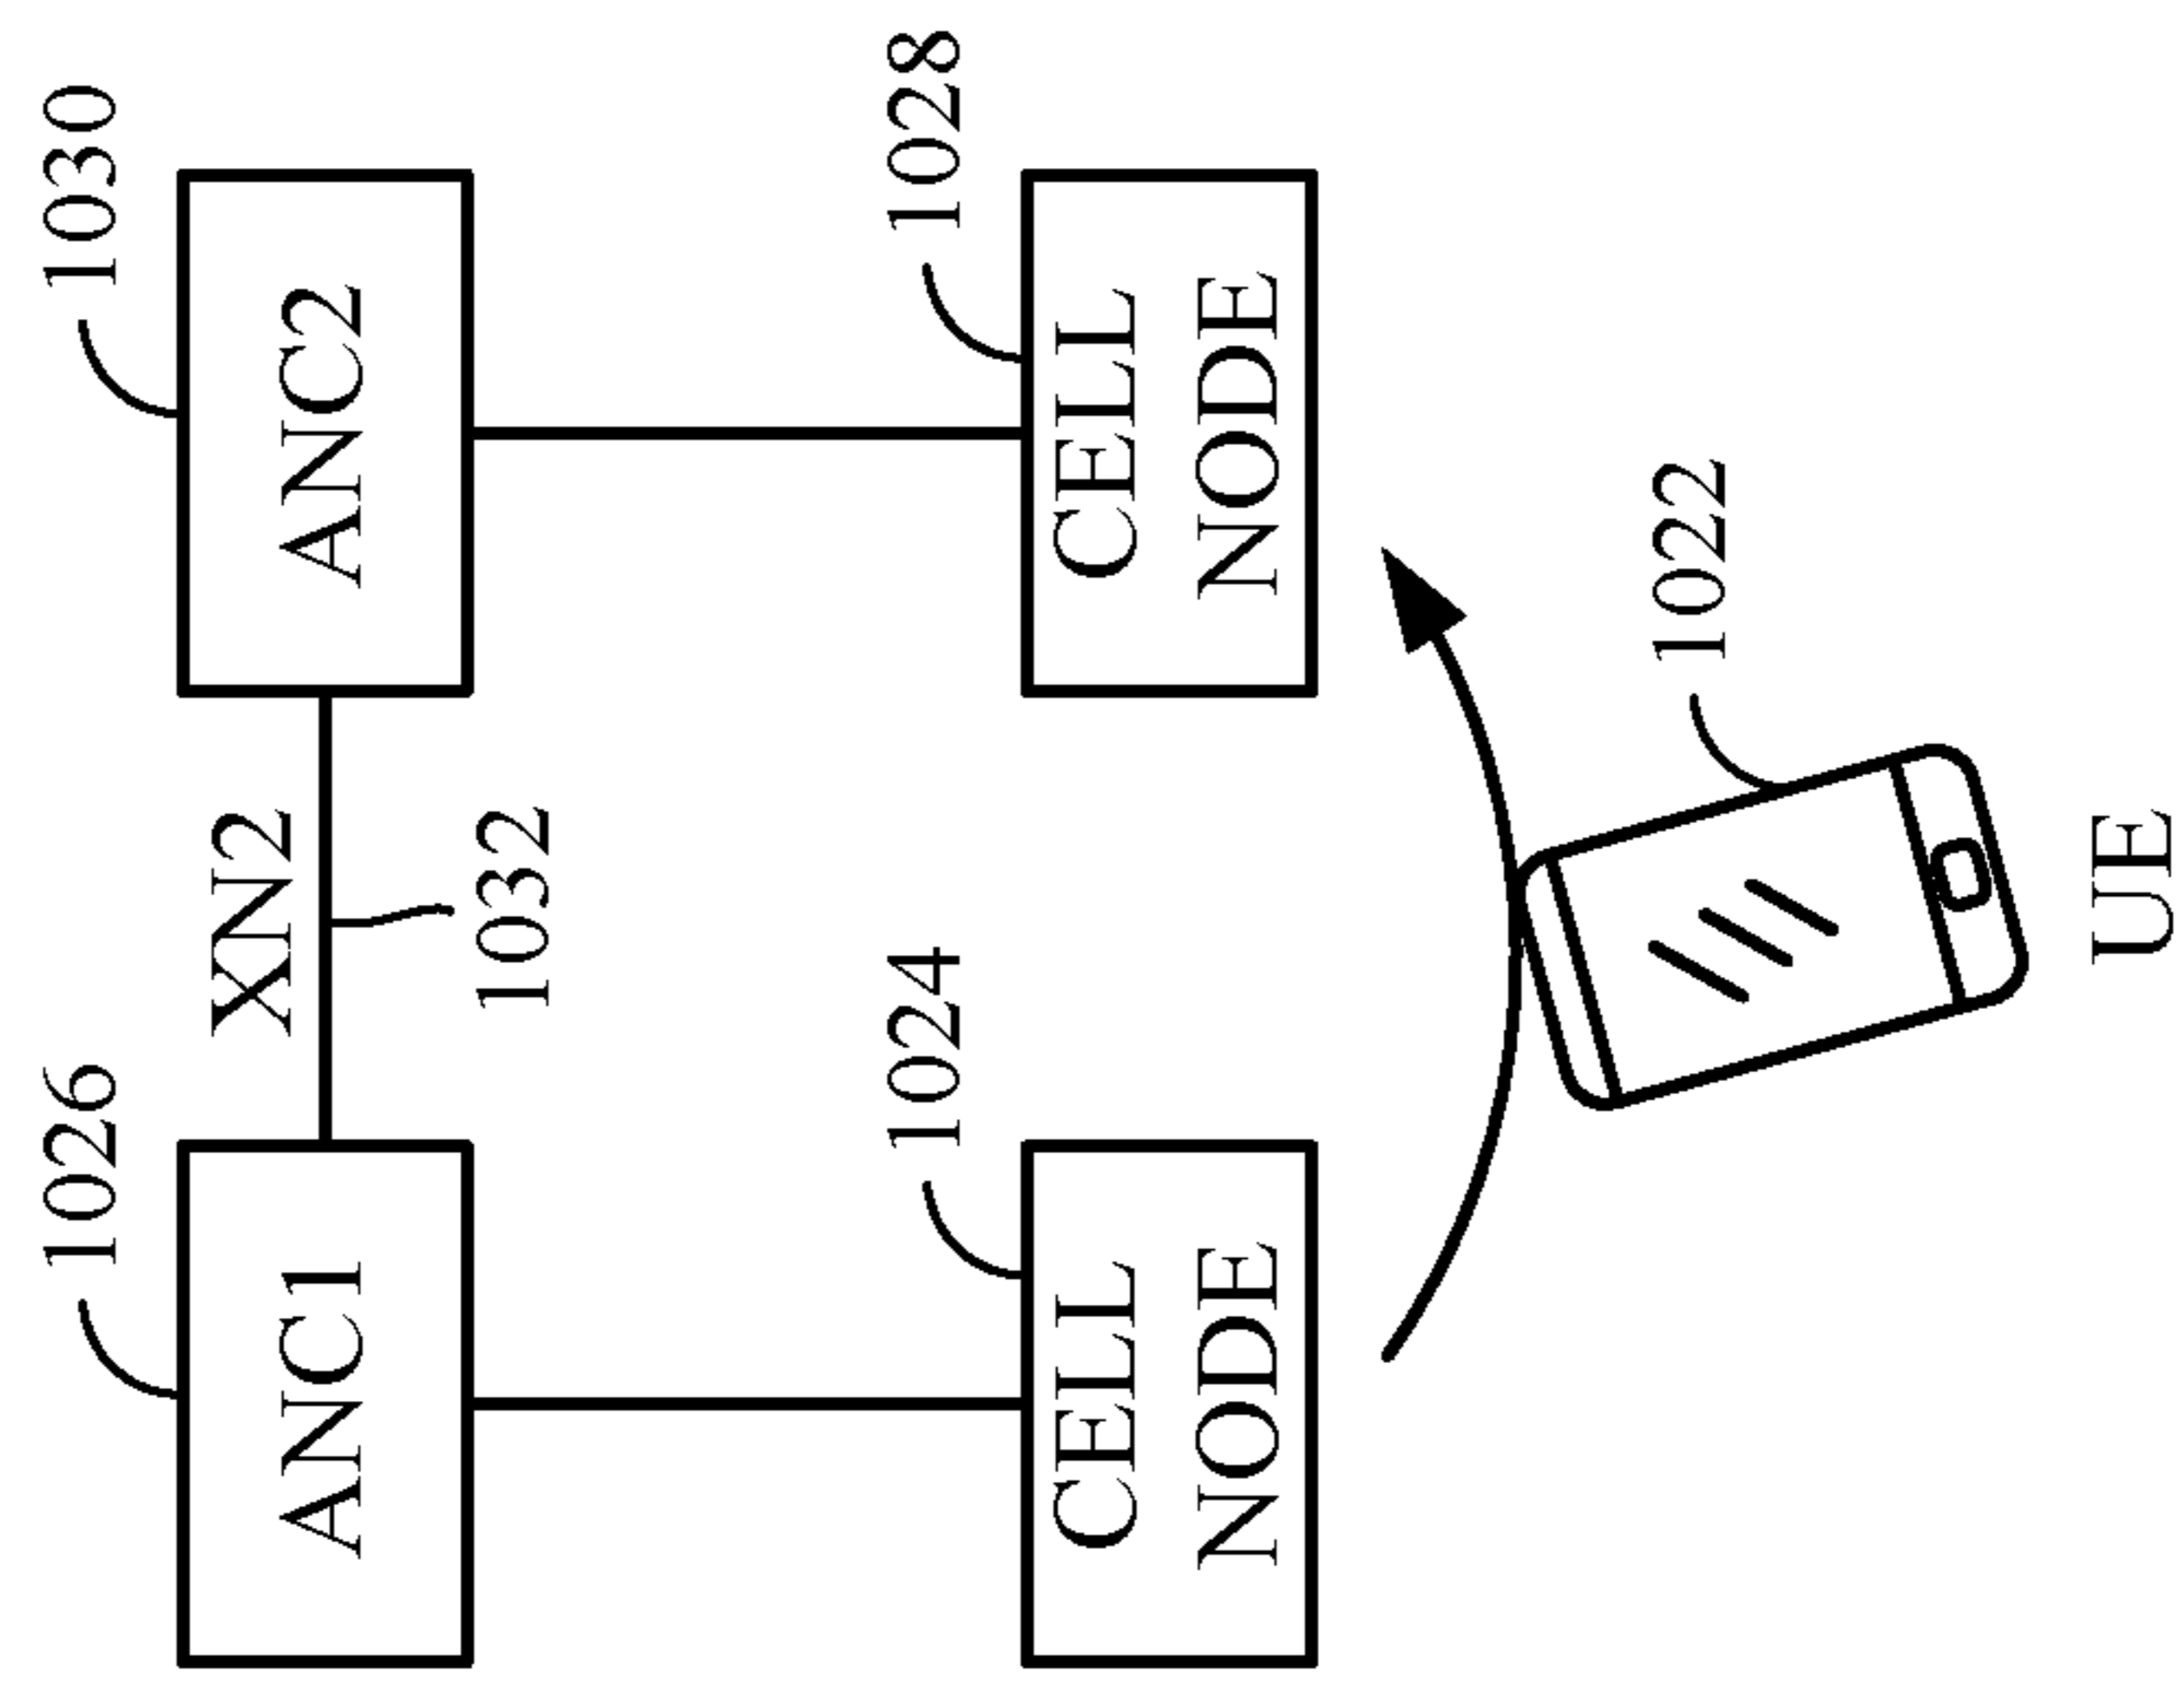 1026
1030
ANC1
XN2
ANC2
1032
1024
1028
CELL
NODE
CELL
NODE
1022
UE